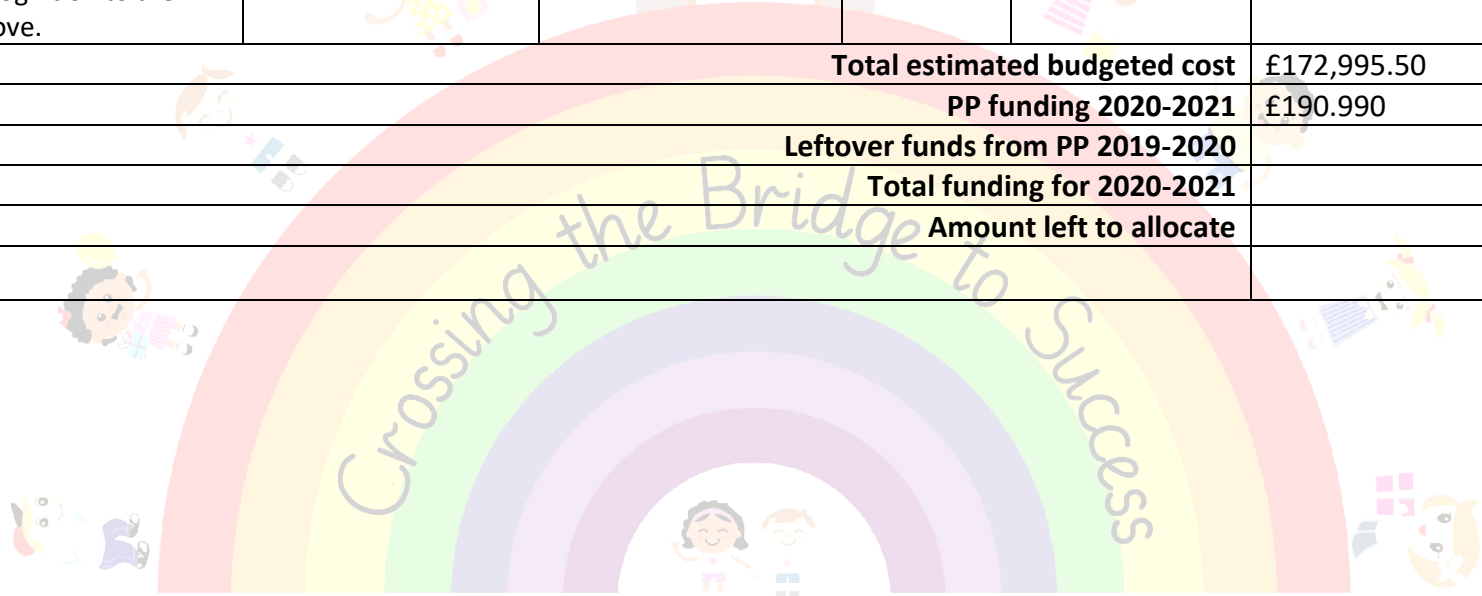 ove.
Total estimated budgeted cost £172,995.50
PP funding 2020-2021 £190.990
Leftover funds from PP 2019-2020
Total funding for 2020-2021
Amount left to allocate
Crossing the Bridge to Success